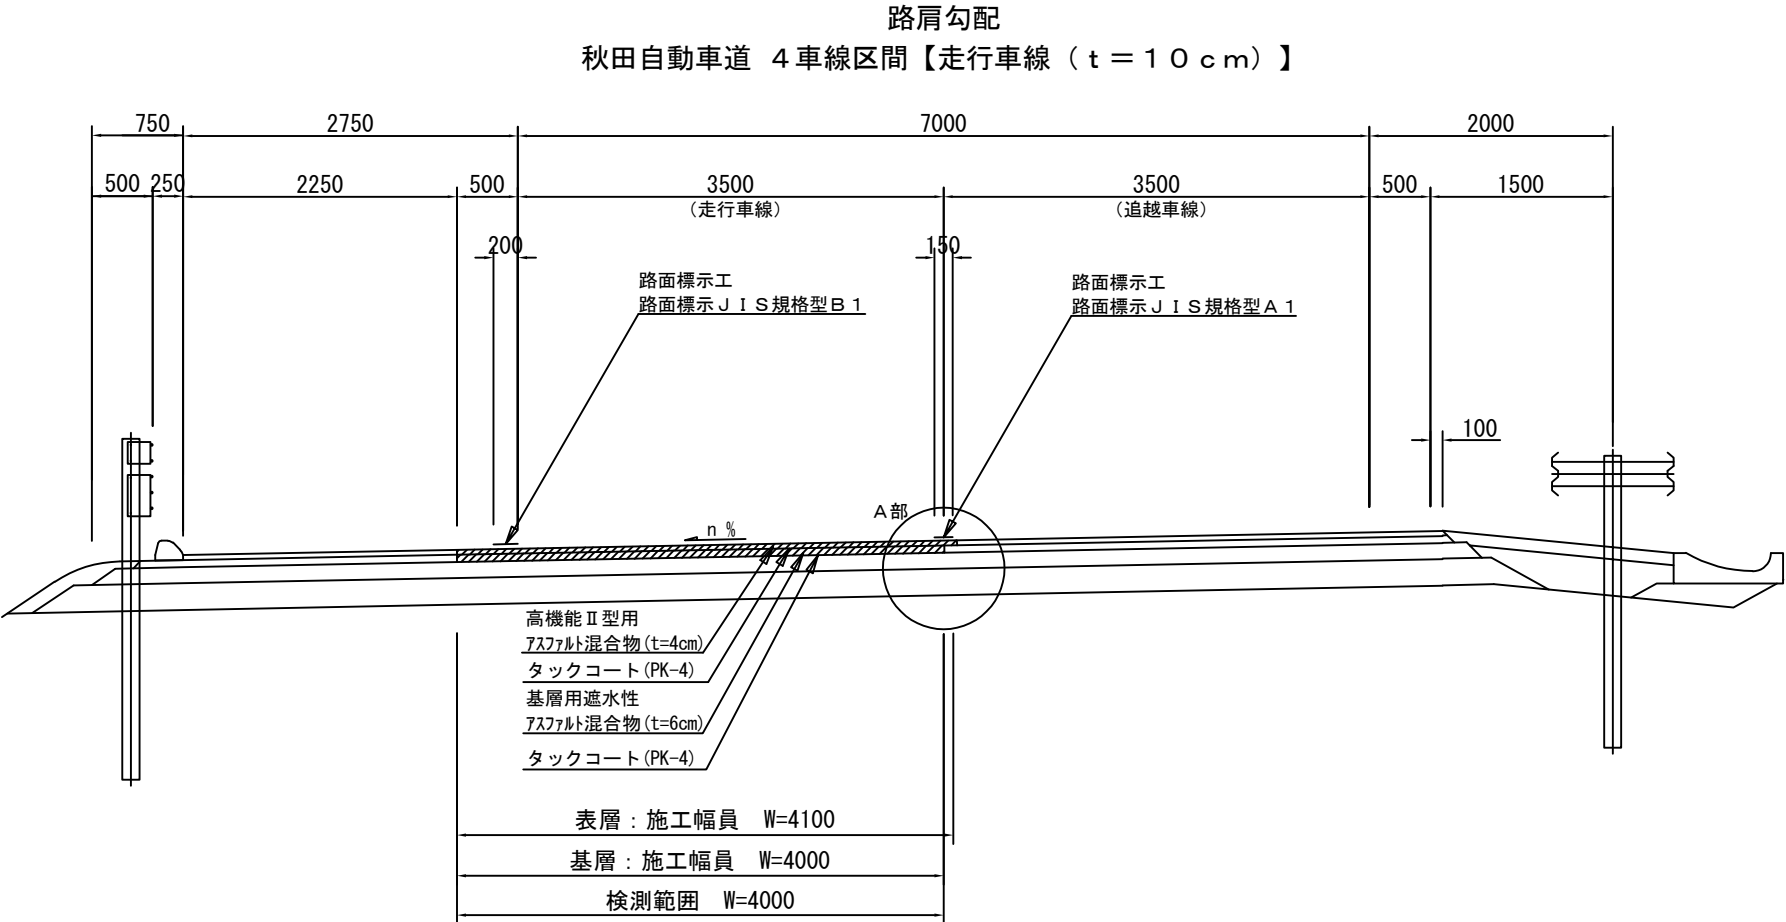 路肩勾配
秋田自動車道 ４車線区間【走行車線（ｔ＝１０ｃｍ）】
750 2750 7000 2000
500 250 2250 500 3500 3500 500 1500
（走行車線） （追越車線）
200 150
路面標示工
路面標示ＪＩＳ規格型Ｂ１
路面標示工
路面標示ＪＩＳ規格型Ａ１
100
Ａ部
n %
高機能Ⅱ型用
ｱｽﾌｧﾙﾄ混合物(t=4cm)
タックコート(PK-4)
基層用遮水性
ｱｽﾌｧﾙﾄ混合物(t=6cm)
タックコート(PK-4)
表層：施工幅員 W=4100
基層：施工幅員 W=4000
検測範囲 W=4000